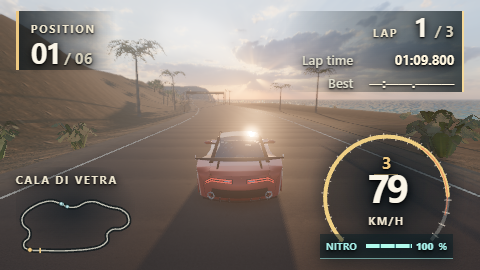 POSITION
01 / 06
LAP 1 / 3
Lap time 01:09.800
Best --:--.---
CALA DI VETRA
3
79
KM/H
NITRO 100 %